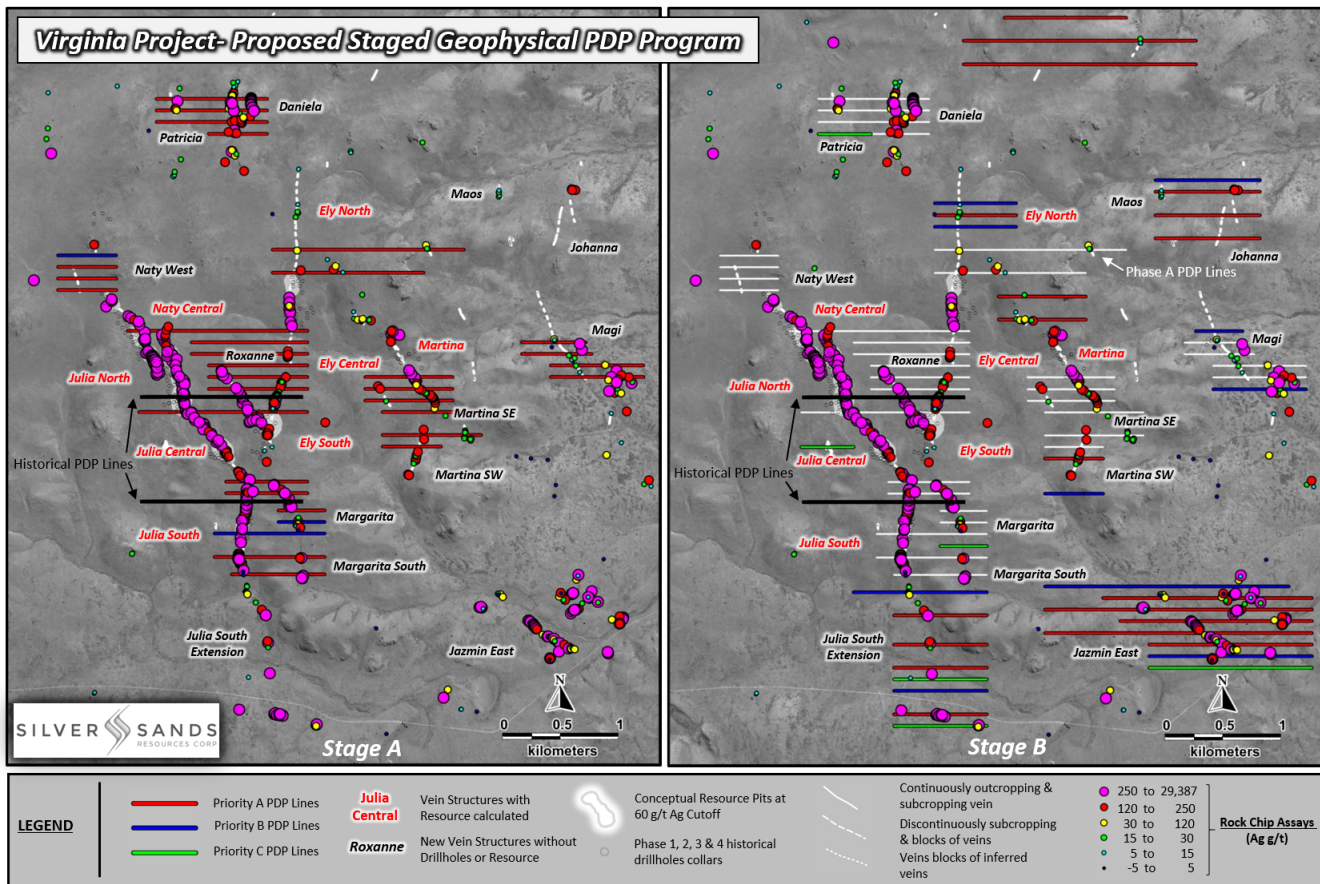 Virginia Project- Proposed Staged Geophysical PDP Program
Daniela
Patricia
Ely North
Maos
Johanna
Naty West
Naty Central
Magi
Roxanne
Ely Central
Martina
Julia North
Martina SE
Ely South
Julia Central
Historical PDP Lines
Martina SW
Margarita
Julia South
Margarita South
Julia South
Extension
Jazmin East
N
0 0.5 1
kilometers
SILVER SANDS
RESOURCES CORP
Stage A
Daniela
Patricia
Maos
Ely North
Johanna
Phase A PDP Lines
Naty West
Naty Central
Magi
Roxanne
Ely Central
Martina
Julia North
Martina SE
Ely South
Julia Central
Historical PDP Lines
Martina SW
Margarita
Julia South
Margarita South
Julia South
Extension
Jazmin East
N
0 0.5 1
kilometers
Stage B
LEGEND
Priority A PDP Lines
Priority B PDP Lines
Priority C PDP Lines
Julia
Central
Vein Structures with
Resource calculated
Roxanne
New Vein Structures without
Drillholes or Resource
Conceptual Resource Pits at
60 g/t Ag Cutoff
Phase 1, 2, 3 & 4 historical
drillholes collars
Continuously outcropping &
subcropping vein
Discontinuously subcropping
& blocks of veins
Veins blocks of inferred
veins
250 to 29,387
120 to 250
30 to 120
15 to 30
5 to 15
-5 to 5
Rock Chip Assays
(Ag g/t)